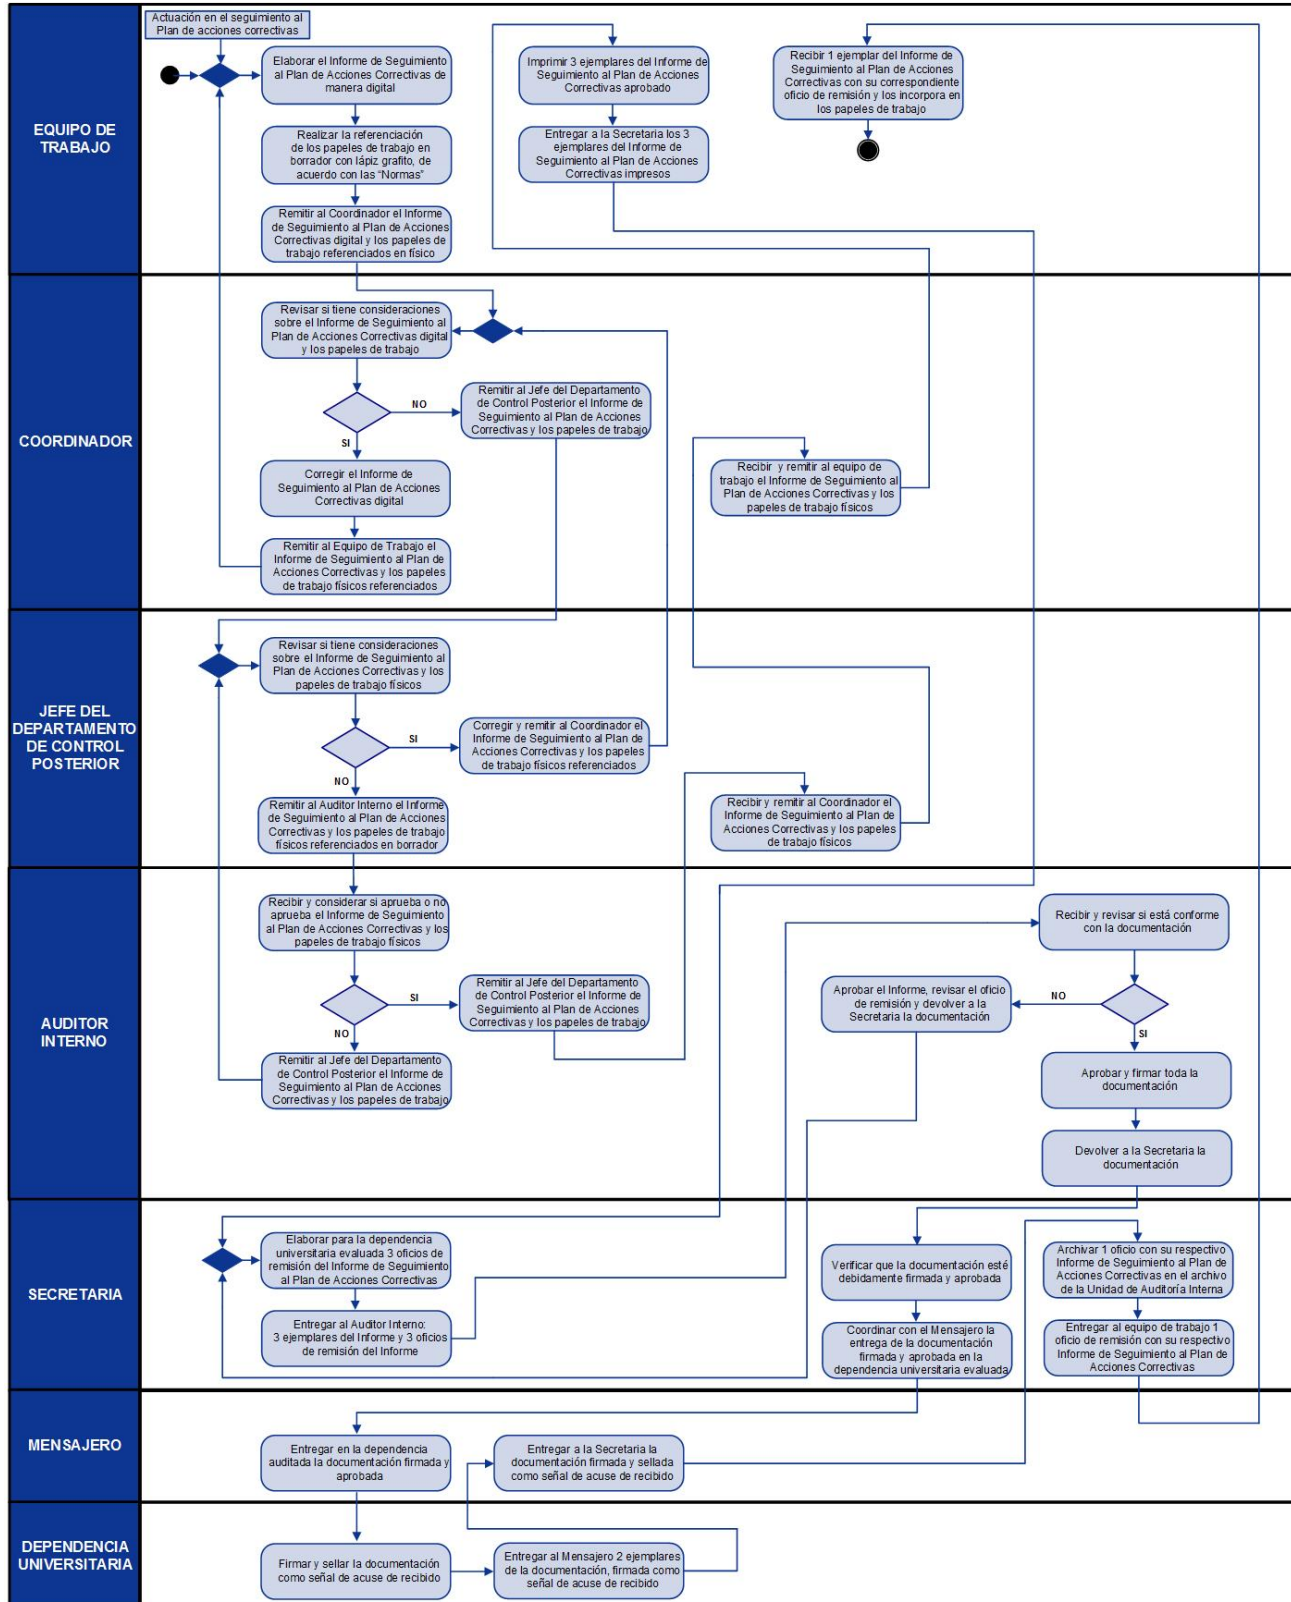 EQUIPO DE
TRABAJO
Actuación en el seguimiento al
Plan de acciones correctivas
Elaborar el Informe de Seguimiento
al Plan de Acciones Correctivas de
manera digital
Realizar la referenciación
de los papeles de trabajo en
borrador con lápiz grafito, de
acuerdo con las “Normas”
Remitir al Coordinador el Informe
de Seguimiento al Plan de Acciones
Correctivas digital y los papeles de
trabajo referenciados en físico
Imprimir 3 ejemplares del Informe de
Seguimiento al Plan de Acciones
Correctivas aprobado
Entregar a la Secretaria los 3
ejemplares del Informe de
Seguimiento al Plan de Acciones
Correctivas impresos
Recibir 1 ejemplar del Informe de
Seguimiento al Plan de Acciones
Correctivas con su correspondiente
oficio de remisión y los incorpora en
los papeles de trabajo
COORDINADOR
Revisar si tiene consideraciones
sobre el Informe de Seguimiento al
Plan de Acciones Correctivas digital
y los papeles de trabajo
NO
SI
Remitir al Jefe del Departamento
de Control Posterior el Informe de
Seguimiento al Plan de Acciones
Correctivas y los papeles de trabajo
Corregir el Informe de
Seguimiento al Plan de Acciones
Correctivas digital
Remitir al Equipo de Trabajo el
Informe de Seguimiento al Plan de
Acciones Correctivas y los papeles
de trabajo físicos referenciados
Recibir y remitir al equipo de
trabajo el Informe de Seguimiento al
Plan de Acciones Correctivas y los
papeles de trabajo físicos
JEFE DEL
DEPARTAMENTO
DE CONTROL
POSTERIOR
Revisar si tiene consideraciones
sobre el Informe de Seguimiento al
Plan de Acciones Correctivas y los
papeles de trabajo físicos
SI
NO
Corregir y remitir al Coordinador el
Informe de Seguimiento al Plan de
Acciones Correctivas y los papeles
de trabajo físicos referenciados
Remitir al Auditor Interno el Informe
de Seguimiento al Plan de Acciones
Correctivas y los papeles de trabajo
físicos referenciados en borrador
Recibir y remitir al Coordinador el
Informe de Seguimiento al Plan de
Acciones Correctivas y los papeles
de trabajo físicos
AUDITOR
INTERNO
Recibir y considerar si aprueba o no
aprueba el Informe de Seguimiento
al Plan de Acciones Correctivas y los
papeles de trabajo físicos
SI
NO
Remitir al Jefe del Departamento
de Control Posterior el Informe de
Seguimiento al Plan de Acciones
Correctivas y los papeles de trabajo
Remitir al Jefe del Departamento
de Control Posterior el Informe de
Seguimiento al Plan de Acciones
Correctivas y los papeles de trabajo
Recibir y revisar si está conforme
con la documentación
NO
SI
Aprobar el Informe, revisar el oficio
de remisión y devolver a la
Secretaria la documentación
Aprobar y firmar toda la
documentación
Devolver a la Secretaria la
documentación
SECRETARIA
Elaborar para la dependencia
universitaria evaluada 3 oficios de
remisión del Informe de Seguimiento
al Plan de Acciones Correctivas
Entregar al Auditor Interno:
3 ejemplares del Informe y 3 oficios
de remisión del Informe
Verificar que la documentación esté
debidamente firmada y aprobada
Coordinar con el Mensajero la
entrega de la documentación
firmada y aprobada en la
dependencia universitaria evaluada
Archivar 1 oficio con su respectivo
Informe de Seguimiento al Plan de
Acciones Correctivas en el archivo
de la Unidad de Auditoría Interna
Entregar al equipo de trabajo 1
oficio de remisión con su respectivo
Informe de Seguimiento al Plan de
Acciones Correctivas
MENSAJERO
Entregar en la dependencia
auditada la documentación firmada y
aprobada
Entregar a la Secretaria la
documentación firmada y sellada
como señal de acuse de recibido
DEPENDENCIA
UNIVERSITARIA
Firmar y sellar la documentación
como señal de acuse de recibido
Entregar al Mensajero 2 ejemplares
de la documentación, firmada como
señal de acuse de recibido